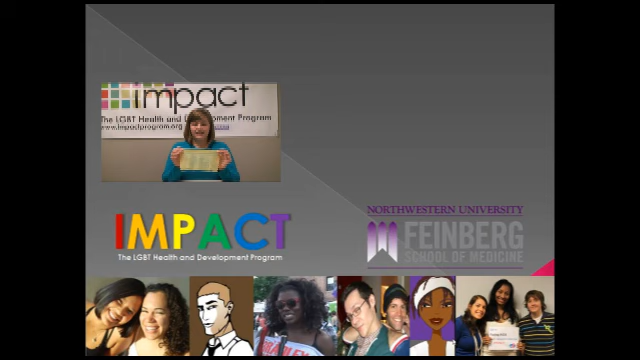 impact
The LGBT Health and Development Program
www.impactprogram.org
IMPACT
The LGBT Health and Development Program
NORTHWESTERN UNIVERSITY
FEINBERG
SCHOOL OF MEDICINE